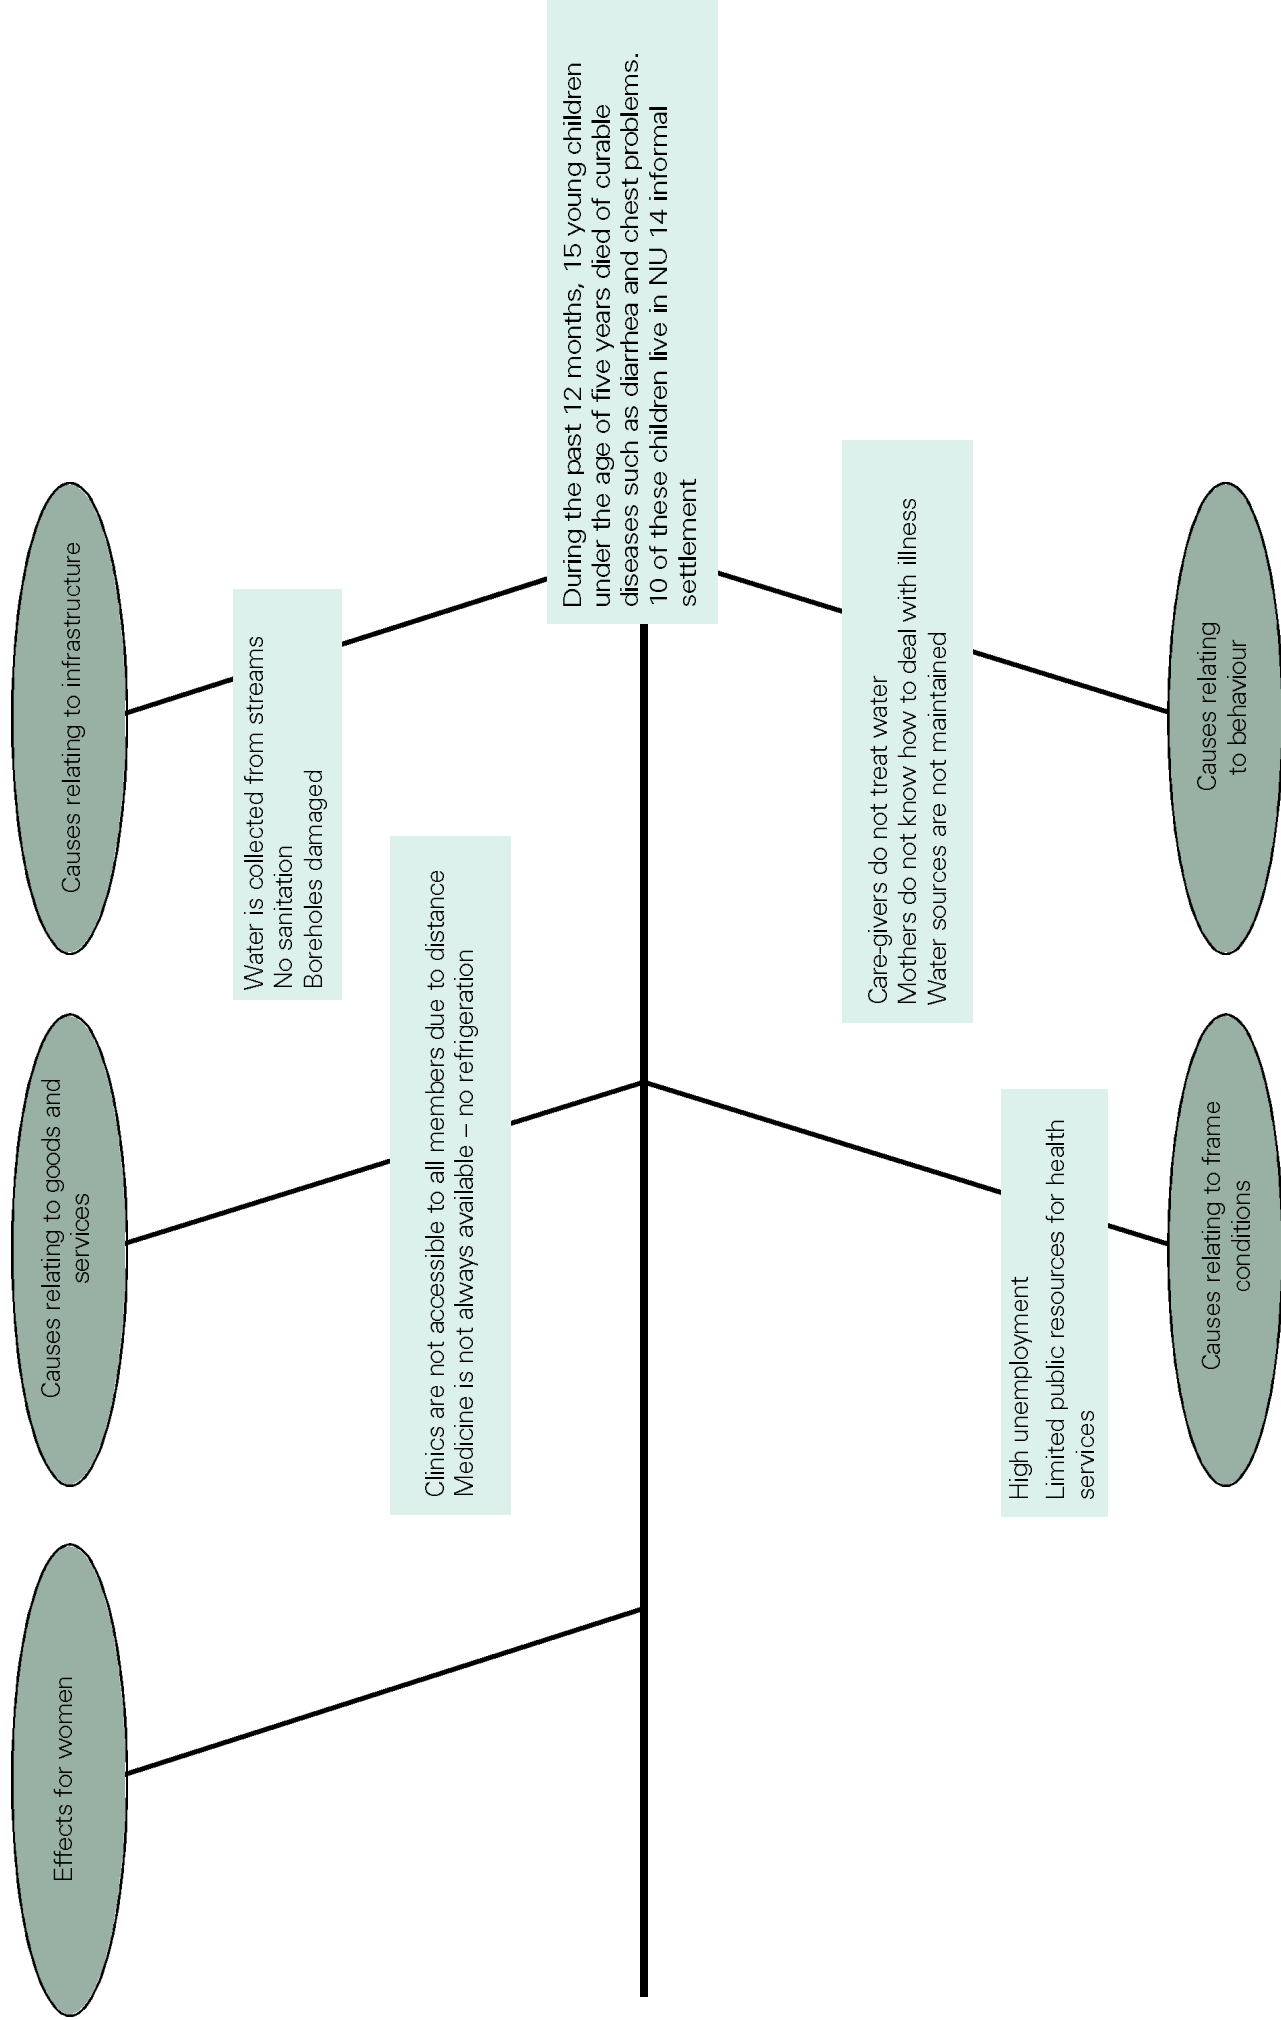 Effects for women
Causes relating to goods and
services
Causes relating to infrastructure
Water is collected from streams
No sanitation
Boreholes damaged
Clinics are not accessible to all members due to distance
Medicine is not always available – no refrigeration
During the past 12 months, 15 young children
under the age of five years died of curable
diseases such as diarrhea and chest problems.
10 of these children live in NU 14 informal
settlement
Care-givers do not treat water
Mothers do not know how to deal with illness
Water sources are not maintained
High unemployment
Limited public resources for health
services
Causes relating to frame
conditions
Causes relating
to behaviour